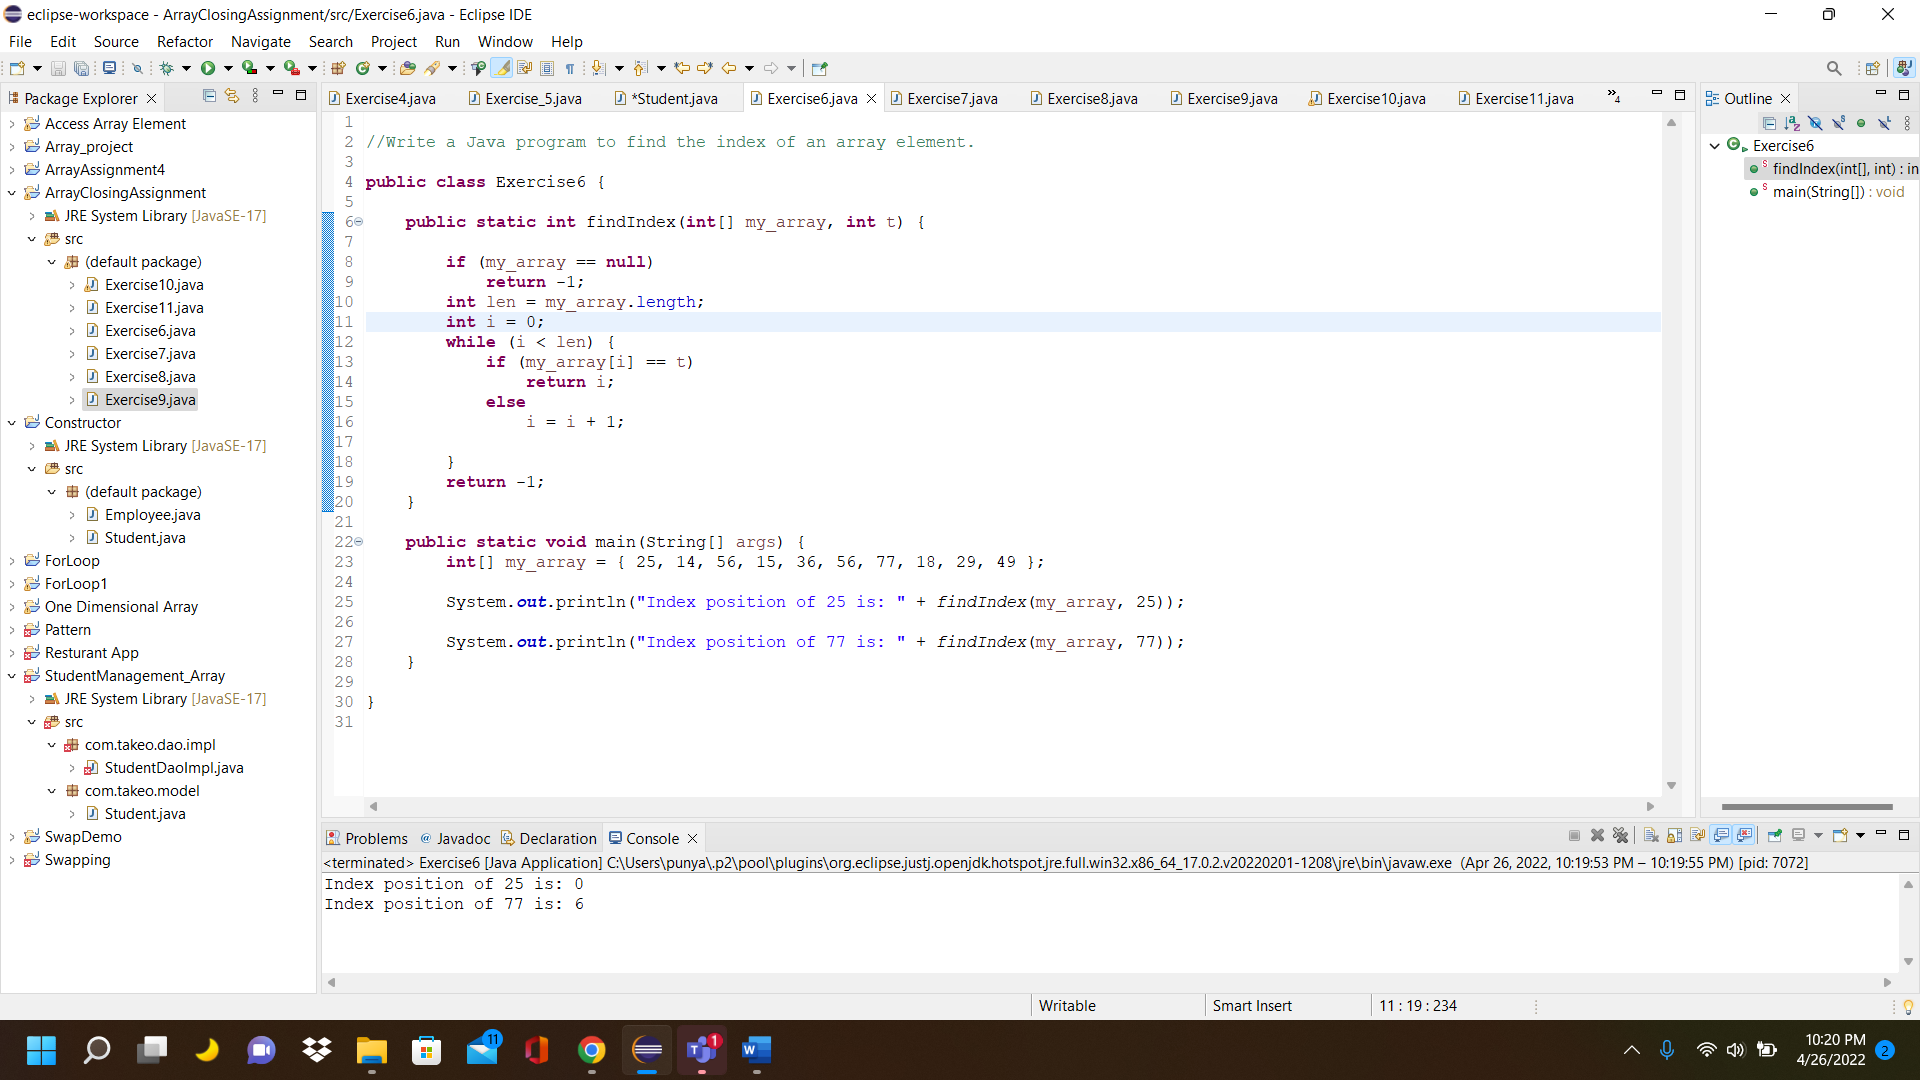 eclipse-workspace - ArrayClosingAssignment/src/Exercise6.java - Eclipse IDE
File Edit Source Refactor Navigate Search Project Run Window Help
Package Explorer
Exercise4.java Exercise_5.java *Student.java Exercise6.java Exercise7.java Exercise8.java Exercise9.java Exercise10.java Exercise11.java »4
Outline
Access Array Element
Array_project
ArrayAssignment4
ArrayClosingAssignment
JRE System Library [JavaSE-17]
src
(default package)
Exercise10.java
Exercise11.java
Exercise6.java
Exercise7.java
Exercise8.java
Exercise9.java
Constructor
JRE System Library [JavaSE-17]
src
(default package)
Employee.java
Student.java
ForLoop
ForLoop1
One Dimensional Array
Pattern
Resturant App
StudentManagement_Array
JRE System Library [JavaSE-17]
src
com.takeo.dao.impl
StudentDaoImpl.java
com.takeo.model
Student.java
SwapDemo
Swapping
1
2 //Write a Java program to find the index of an array element.
3
4 public class Exercise6 {
5
6 public static int findIndex(int[] my_array, int t) {
7
8 if (my_array == null)
9 return -1;
10 int len = my_array.length;
11 int i = 0;
12 while (i < len) {
13 if (my_array[i] == t)
14 return i;
15 else
16 i = i + 1;
17
18 }
19 return -1;
20 }
21
22 public static void main(String[] args) {
23 int[] my_array = { 25, 14, 56, 15, 36, 56, 77, 18, 29, 49 };
24
25 System.out.println("Index position of 25 is: " + findIndex(my_array, 25));
26
27 System.out.println("Index position of 77 is: " + findIndex(my_array, 77));
28 }
29
30 }
31
Exercise6
findIndex(int[], int) : in
main(String[]) : void
Problems Javadoc Declaration Console
<terminated> Exercise6 [Java Application] C:\Users\punya\.p2\pool\plugins\org.eclipse.justj.openjdk.hotspot.jre.full.win32.x86_64_17.0.2.v20220201-1208\jre\bin\javaw.exe (Apr 26, 2022, 10:19:53 PM – 10:19:55 PM) [pid: 7072]
Index position of 25 is: 0
Index position of 77 is: 6
Writable Smart Insert 11 : 19 : 234
11
1
10:20 PM
4/26/2022
2